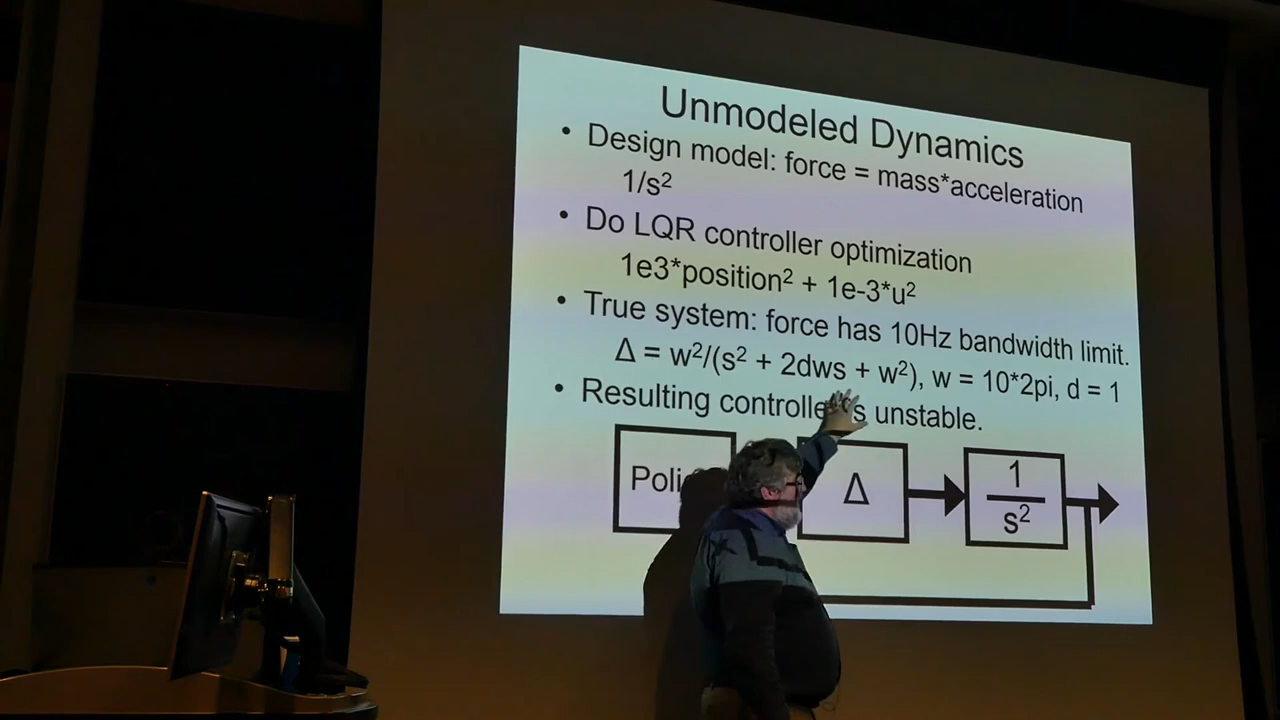 Unmodeled Dynamics
• Design model: force = mass*acceleration
1/s²
• Do LQR controller optimization
1e3*position² + 1e-3*u²
• True system: force has 10Hz bandwidth limit.
Δ = w²/(s² + 2dws + w²), w = 10*2pi, d = 1
• Resulting controller is unstable.
Δ
1
s²